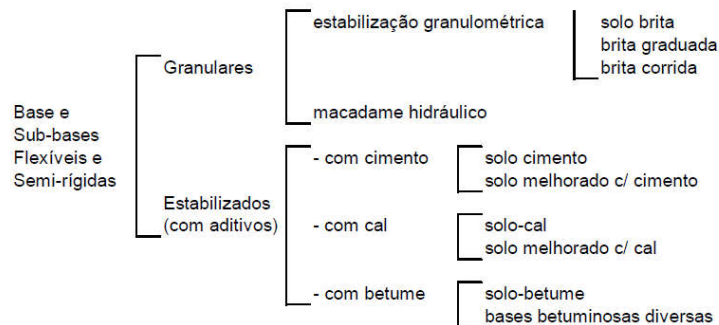 estabilização granulométrica
solo brita
brita graduada
brita corrida
Granulares
macadame hidráulico
Base e
Sub-bases
Flexíveis e
Semi-rígidas
- com cimento
solo cimento
solo melhorado c/ cimento
Estabilizados
(com aditivos)
- com cal
solo-cal
solo melhorado c/ cal
- com betume
solo-betume
bases betuminosas diversas